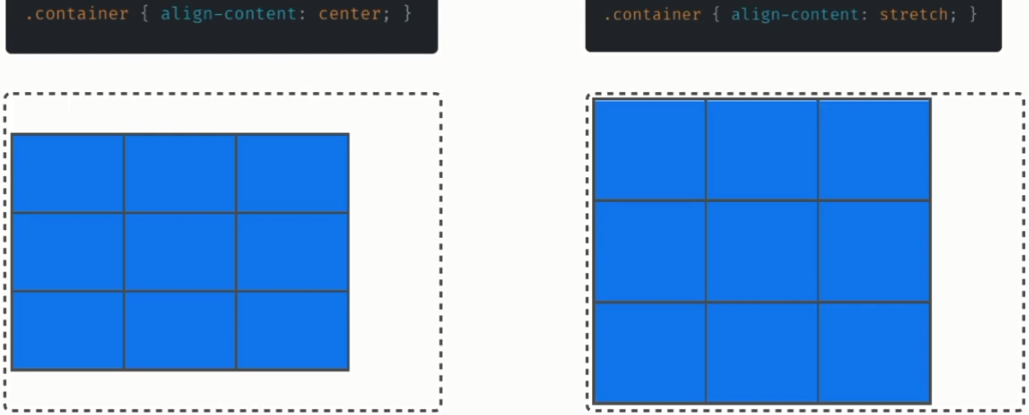 .container { align-content: center; }
.container { align-content: stretch; }